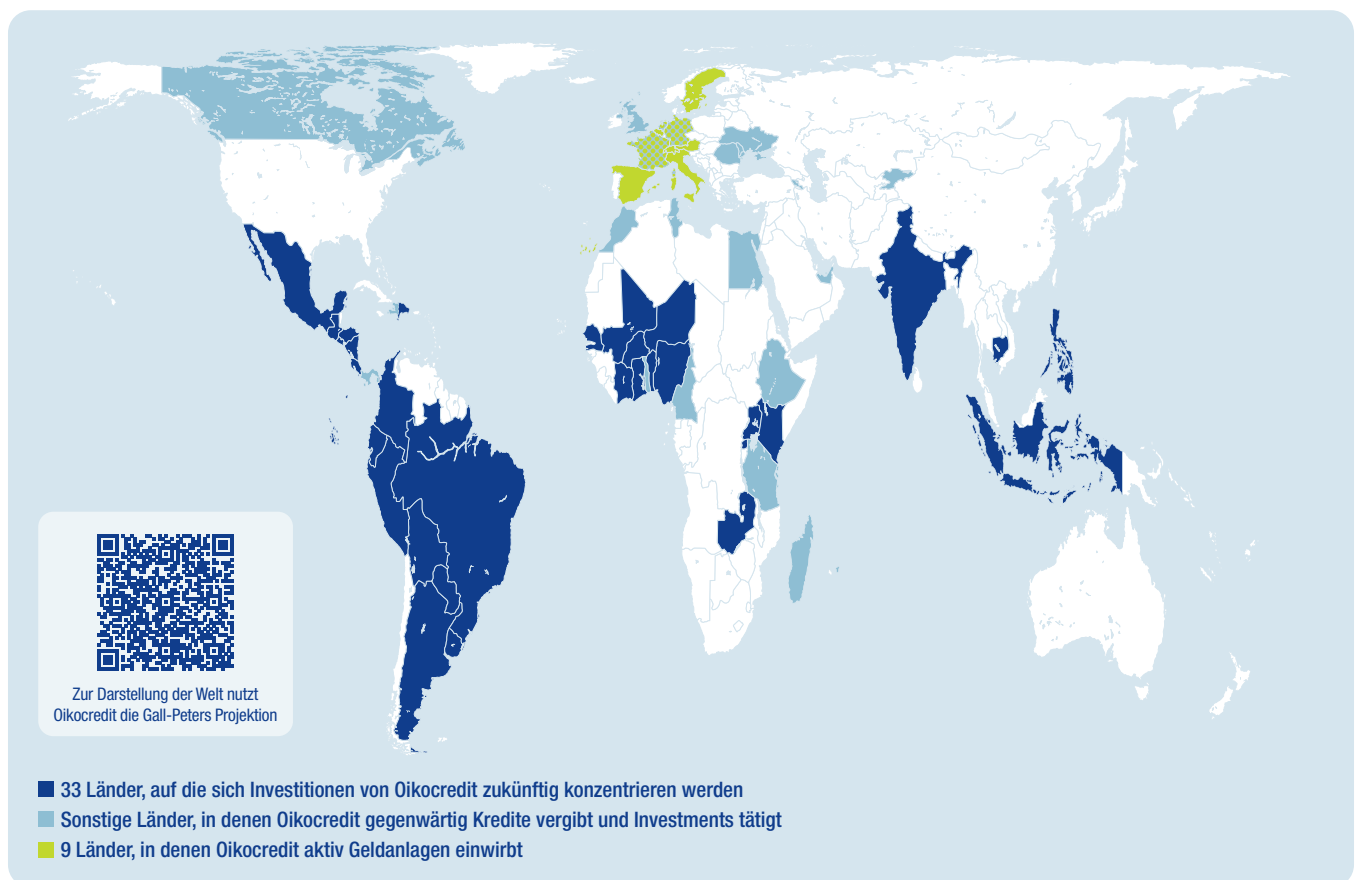 Zur Darstellung der Welt nutzt
Oikocredit die Gall-Peters Projektion
33 Länder, auf die sich Investitionen von Oikocredit zukünftig konzentrieren werden
Sonstige Länder, in denen Oikocredit gegenwärtig Kredite vergibt und Investments tätigt
9 Länder, in denen Oikocredit aktiv Geldanlagen einwirbt